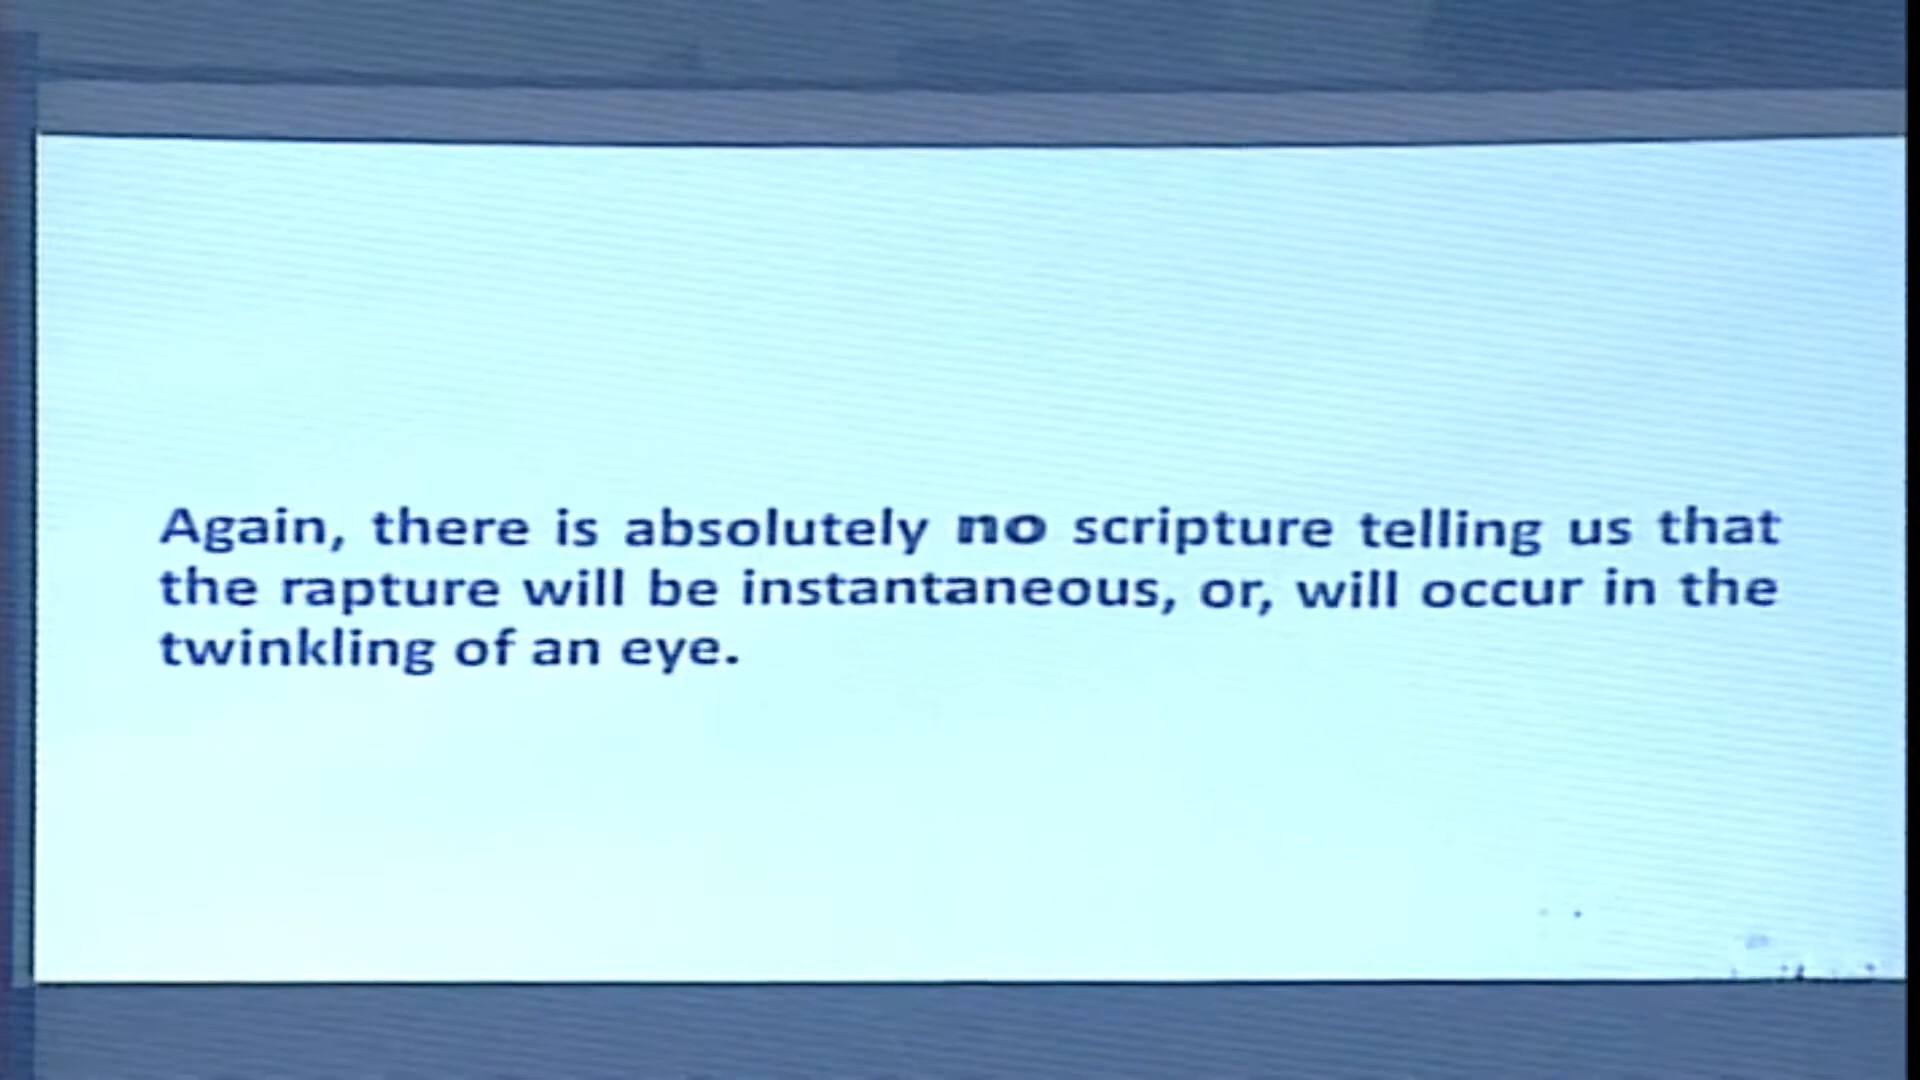 Again, there is absolutely no scripture telling us that
the rapture will be instantaneous, or, will occur in the
twinkling of an eye.